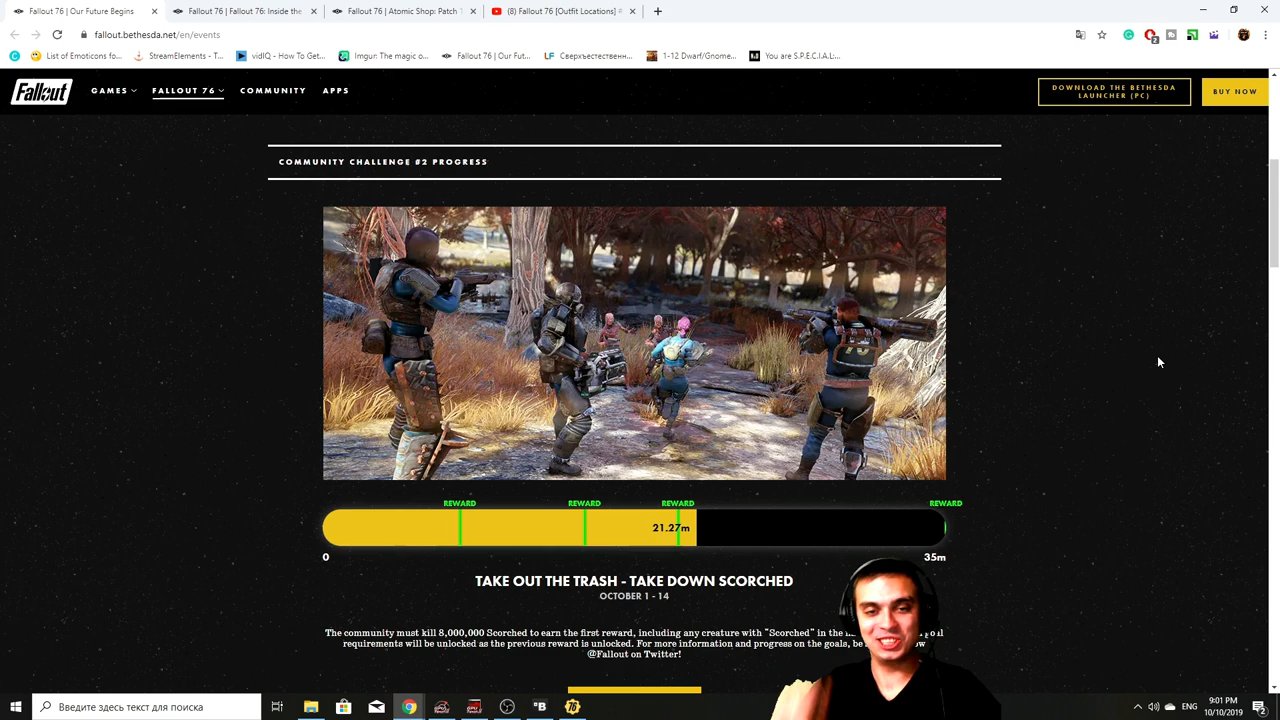 Fallout 76 | Our Future Begins
Fallout 76 | Fallout 76: Inside the
Fallout 76 | Atomic Shop: Patch 1
(8) Fallout 76 [Outfit Locations] #
fallout.bethesda.net/en/events
2
List of Emoticons fo...
StreamElements - T...
vidIQ - How To Get...
Imgur: The magic o...
Fallout 76 | Our Fut...
Сверхъестественн...
1-12 Dwarf/Gnome...
You are S.P.E.C.I.A.L:...
Fallout
GAMES
FALLOUT 76
COMMUNITY
APPS
DOWNLOAD THE BETHESDA
LAUNCHER (PC)
BUY NOW
COMMUNITY CHALLENGE #2 PROGRESS
REWARD REWARD REWARD REWARD
21.27m
0 35m
TAKE OUT THE TRASH - TAKE DOWN SCORCHED
OCTOBER 1 - 14
The community must kill 8,000,000 Scorched to earn the first reward, including any creature with "Scorched" in the
requirements will be unlocked as the previous reward is unlocked. For more information and progress on the goals,
@Fallout on Twitter!
Введите здесь текст для поиска
ENG
9:01 PM
10/10/2019
2